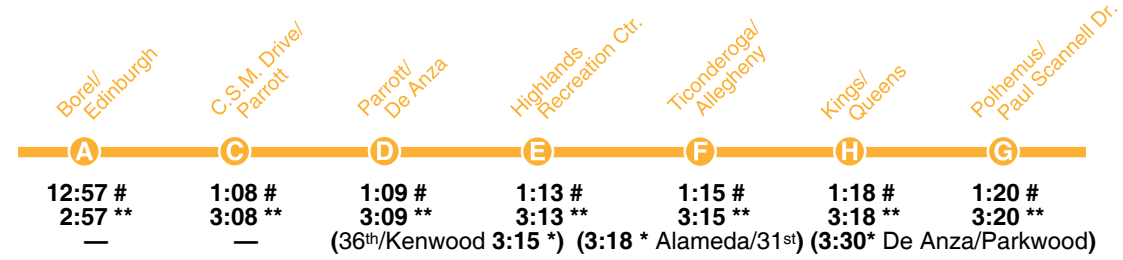 Borel/
Edinburgh
C.S.M. Drive/
Parrott
Parrott/
De Anza
Highlands
Recreation Ctr.
Ticonderoga/
Allegheny
Kings/
Queens
Polhemus/
Paul Scannell Dr.
A C D E F H G
12:57 # 1:08 # 1:09 # 1:13 # 1:15 # 1:18 # 1:20 #
2:57 ** 3:08 ** 3:09 ** 3:13 ** 3:15 ** 3:18 ** 3:20 **
— — (36th/Kenwood 3:15 *) (3:18 * Alameda/31st) (3:30* De Anza/Parkwood)